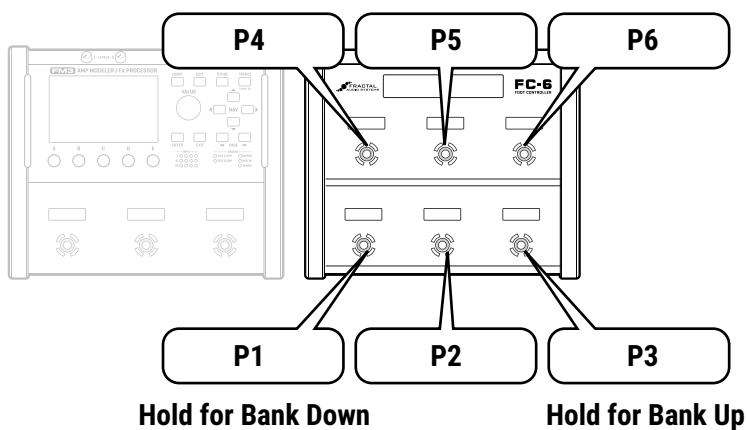 P4 P5 P6
FM3 AMP MODELER / FX PROCESSOR
VALUE
NAV
ENTER EXIT PAGE
A B C D E
FRACTAL
AUDIO SYSTEMS
FC-6
FOOT CONTROLLER
P1 P2 P3
Hold for Bank Down Hold for Bank Up